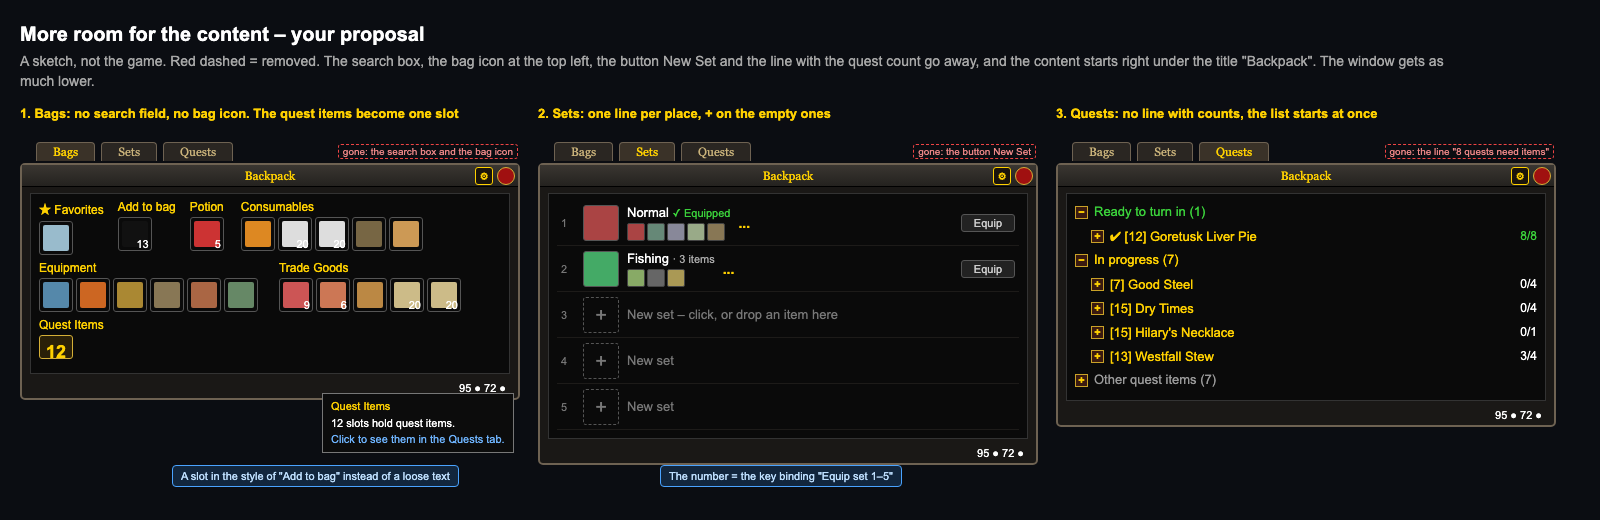 More room for the content – your proposal
A sketch, not the game. Red dashed = removed. The search box, the bag icon at the top left, the button New Set and the line with the quest count go away, and the content starts right under the title "Backpack". The window gets as
much lower.
1. Bags: no search field, no bag icon. The quest items become one slot
Bags Sets Quests
gone: the search box and the bag icon
Backpack
★ Favorites Add to bag Potion Consumables
13 5 20 20
Equipment Trade Goods
9 6 20 20
Quest Items
12
95 ● 72 ●
Quest Items
12 slots hold quest items.
Click to see them in the Quests tab.
A slot in the style of "Add to bag" instead of a loose text
2. Sets: one line per place, + on the empty ones
Bags Sets Quests
gone: the button New Set
Backpack
1 Normal ✓ Equipped ... Equip
2 Fishing · 3 items ... Equip
3 + New set – click, or drop an item here
4 + New set
5 + New set
95 ● 72 ●
The number = the key binding "Equip set 1–5"
3. Quests: no line with counts, the list starts at once
Bags Sets Quests
gone: the line "8 quests need items"
Backpack
− Ready to turn in (1)
+ ✔ [12] Goretusk Liver Pie 8/8
− In progress (7)
+ [7] Good Steel 0/4
+ [15] Dry Times 0/4
+ [15] Hilary's Necklace 0/1
+ [13] Westfall Stew 3/4
+ Other quest items (7)
95 ● 72 ●